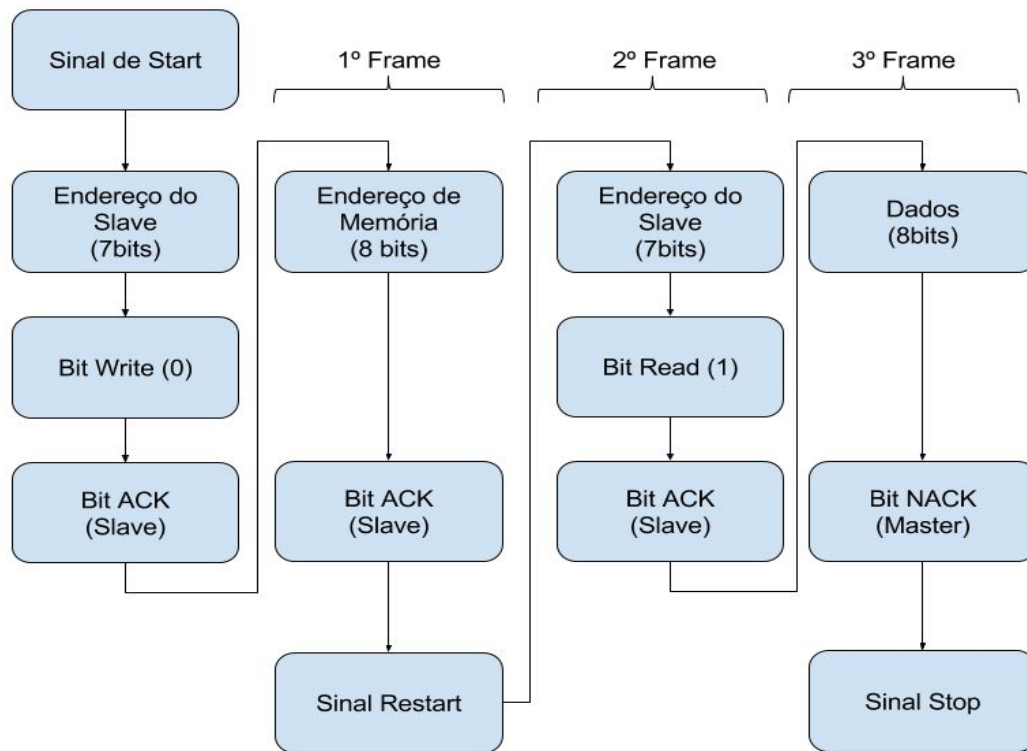 Sinal de Start
Endereço do
Slave
(7bits)
Bit Write (0)
Bit ACK
(Slave)
1º Frame
Endereço de
Memória
(8 bits)
Bit ACK
(Slave)
Sinal Restart
2º Frame
Endereço do
Slave
(7bits)
Bit Read (1)
Bit ACK
(Slave)
3º Frame
Dados
(8bits)
Bit NACK
(Master)
Sinal Stop